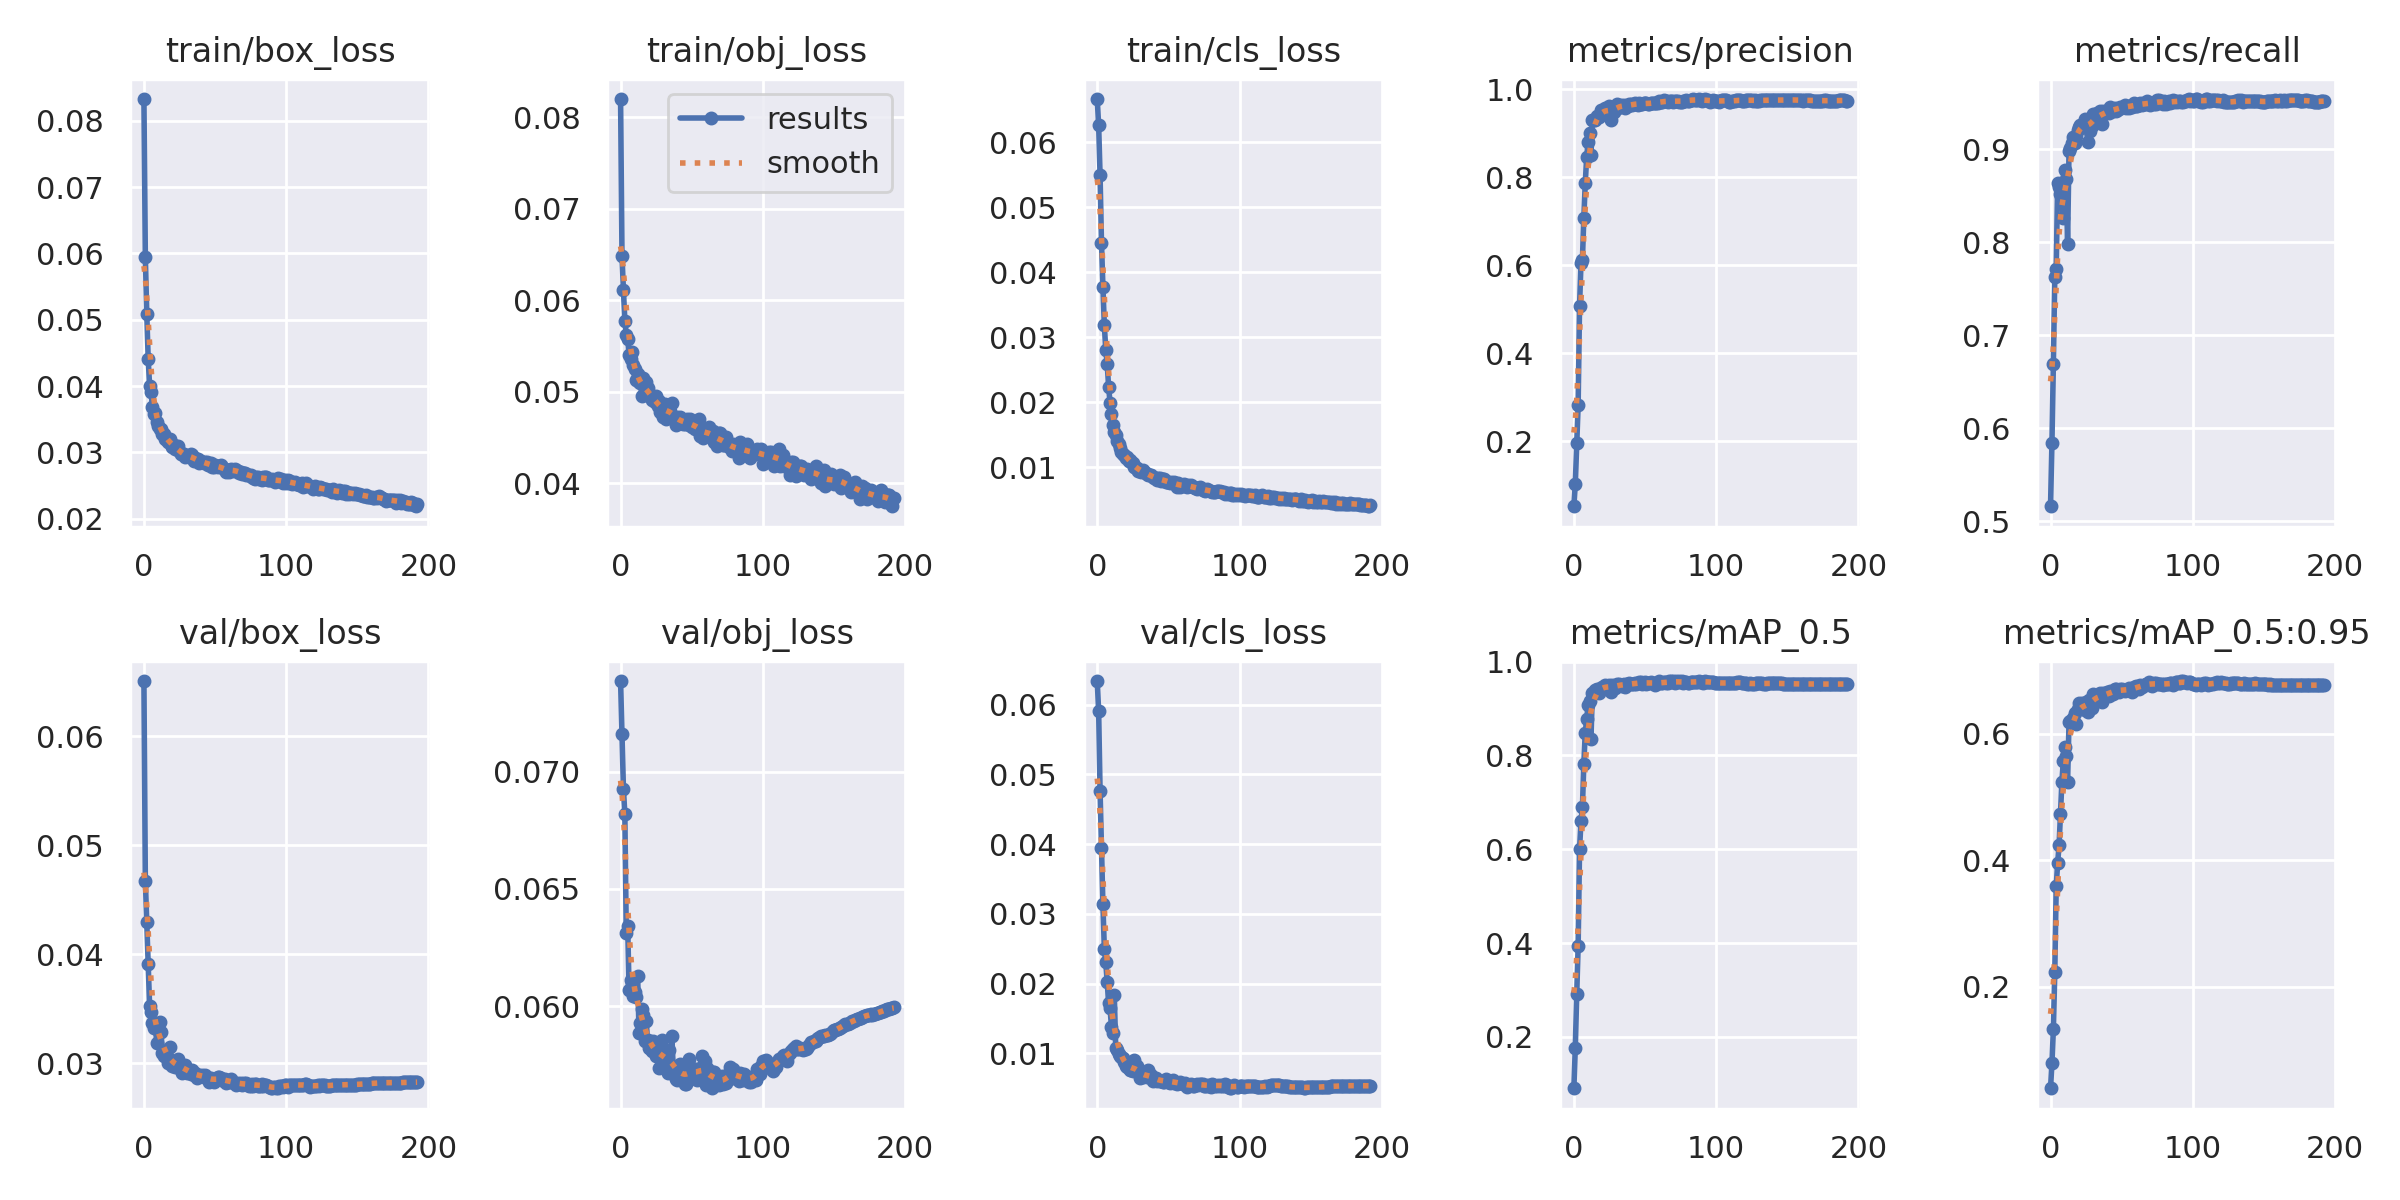 train/box_loss
0.08
0.07
0.06
0.05
0.04
0.03
0.02
0 100 200
train/obj_loss
results
smooth
0.08
0.07
0.06
0.05
0.04
0 100 200
train/cls_loss
0.06
0.05
0.04
0.03
0.02
0.01
0 100 200
metrics/precision
1.0
0.8
0.6
0.4
0.2
0 100 200
metrics/recall
0.9
0.8
0.7
0.6
0.5
0 100 200
val/box_loss
0.06
0.05
0.04
0.03
0 100 200
val/obj_loss
0.070
0.065
0.060
0 100 200
val/cls_loss
0.06
0.05
0.04
0.03
0.02
0.01
0 100 200
metrics/mAP_0.5
1.0
0.8
0.6
0.4
0.2
0 100 200
metrics/mAP_0.5:0.95
0.6
0.4
0.2
0 100 200